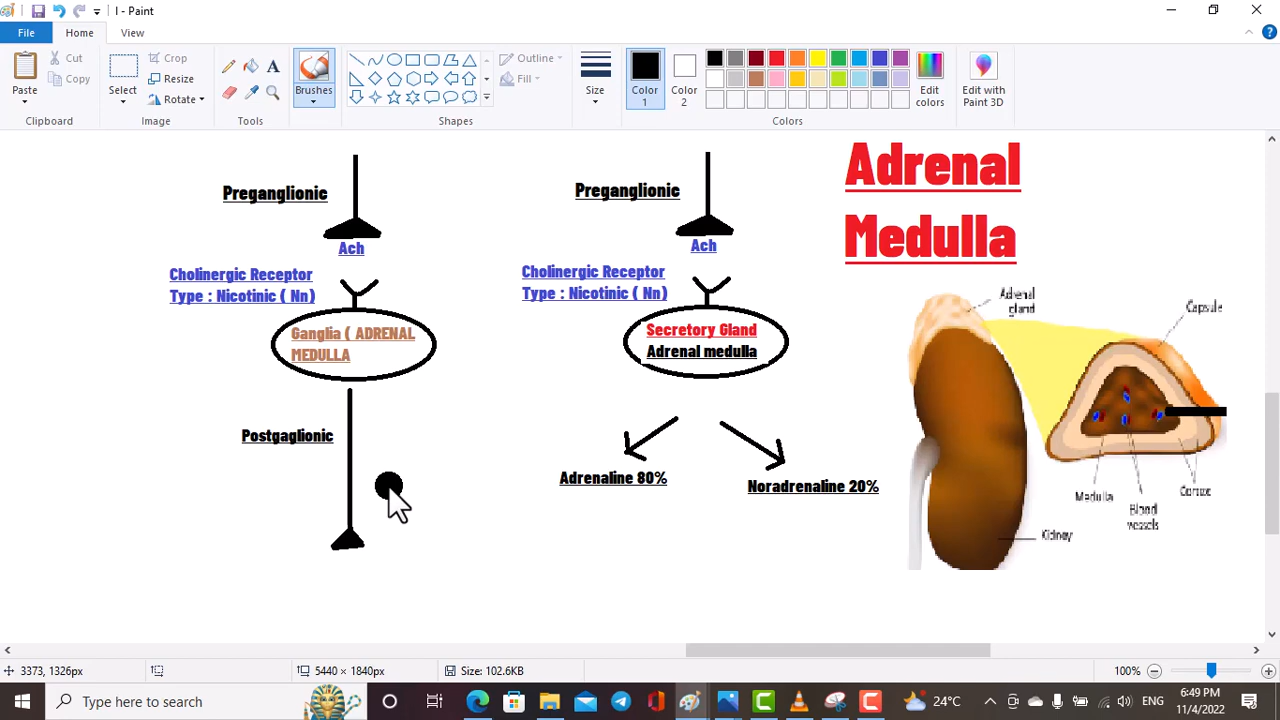 I - Paint
File
Home
View
Paste
Cut
Copy
Clipboard
Select
Crop
Resize
Rotate
Image
Tools
Brushes
Shapes
Outline
Fill
Size
Color
1
Color
2
Edit
colors
Edit with
Paint 3D
Colors
Preganglionic
Ach
Cholinergic Receptor
Type : Nicotinic ( Nn)
Ganglia ( ADRENAL
MEDULLA
Postgaglionic
Preganglionic
Ach
Cholinergic Receptor
Type : Nicotinic ( Nn)
Secretory Gland
Adrenal medulla
Adrenaline 80%
Noradrenaline 20%
Adrenal
Medulla
Adrenal
gland
Capsule
Medulla
Blood
vessels
Cortex
Kidney
3373, 1326px
5440 × 1840px
Size: 102.6KB
100%
Type here to search
24°C
ENG
6:49 PM
11/4/2022